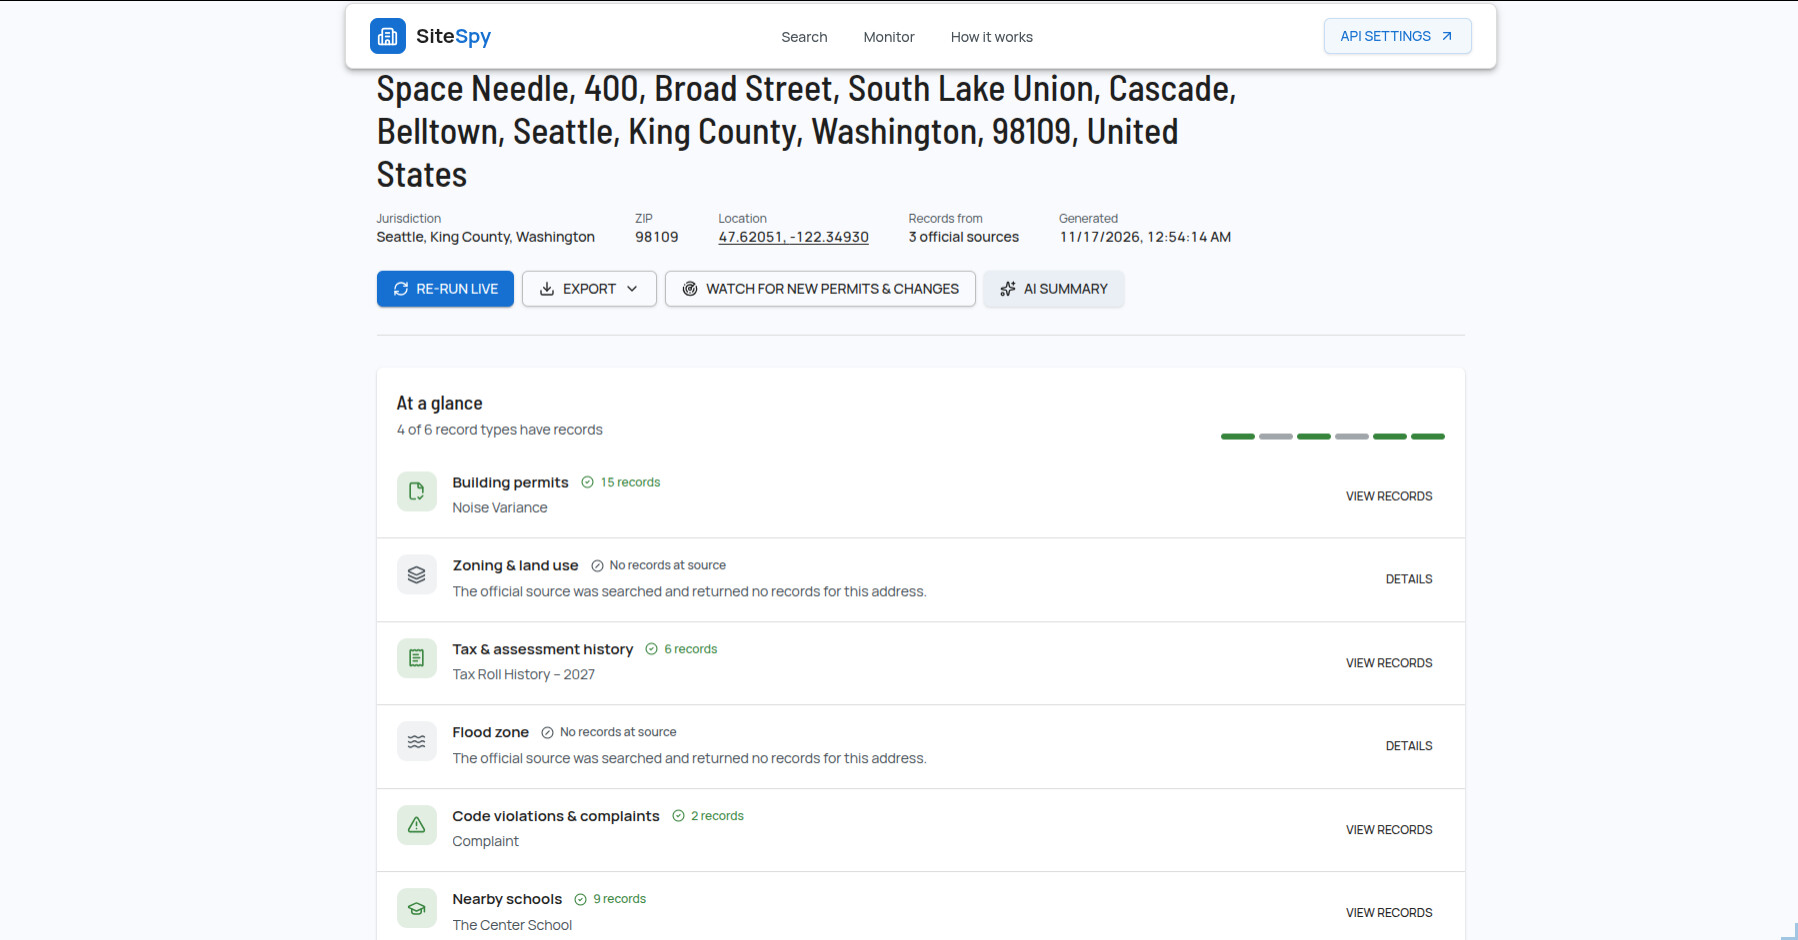 SiteSpy
Search
Monitor
How it works
API SETTINGS
Space Needle, 400, Broad Street, South Lake Union, Cascade,
Belltown, Seattle, King County, Washington, 98109, United
States
Jurisdiction
Seattle, King County, Washington
ZIP
98109
Location
47.62051, -122.34930
Records from
3 official sources
Generated
11/17/2026, 12:54:14 AM
RE-RUN LIVE
EXPORT
WATCH FOR NEW PERMITS & CHANGES
AI SUMMARY
At a glance
4 of 6 record types have records
Building permits
15 records
Noise Variance
VIEW RECORDS
Zoning & land use
No records at source
The official source was searched and returned no records for this address.
DETAILS
Tax & assessment history
6 records
Tax Roll History – 2027
VIEW RECORDS
Flood zone
No records at source
The official source was searched and returned no records for this address.
DETAILS
Code violations & complaints
2 records
Complaint
VIEW RECORDS
Nearby schools
9 records
The Center School
VIEW RECORDS